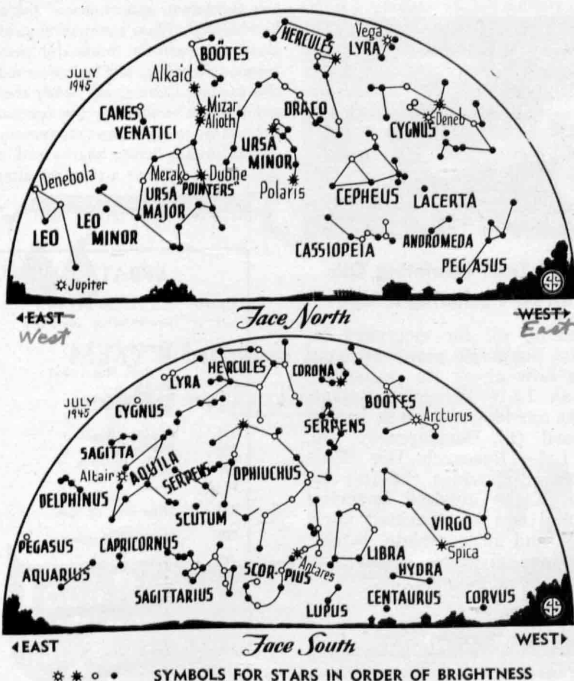 Vega
HERCULES
LYRA
BOÖTES
Alkaid
JULY
1945
Mizar
Alioth
DRACO
CANES
VENATICI
Deneb
CYGNUS
URSA
MINOR
Denebola
Merak
Dubhe
"POINTERS"
URSA
MAJOR
Polaris
CEPHEUS
LACERTA
LEO
LEO
MINOR
CASSIOPEIA
ANDROMEDA
PEGASUS
Jupiter
EAST
Face North
WEST
West
East
HERCULES
CORONA
LYRA
JULY
1945
CYGNUS
BOÖTES
Arcturus
SAGITTA
SERPENS
Altair
AQUILA
SERPENS
OPHIUCHUS
DELPHINUS
SCUTUM
VIRGO
PEGASUS
CAPRICORNUS
LIBRA
Spica
AQUARIUS
SCORPIUS
Antares
HYDRA
SAGITTARIUS
LUPUS
CENTAURUS
CORVUS
EAST
Face South
WEST
SYMBOLS FOR STARS IN ORDER OF BRIGHTNESS